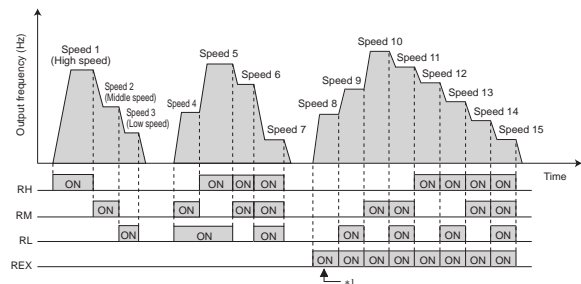 Output frequency (Hz)
Speed 1
(High speed)
Speed 2
(Middle speed)
Speed 3
(Low speed)
Speed 4
Speed 5
Speed 6
Speed 7
Speed 8
Speed 9
Speed 10
Speed 11
Speed 12
Speed 13
Speed 14
Speed 15
Time
RH ON ON ON ON ON ON ON ON
RM ON ON ON ON ON ON ON ON
RL ON ON ON ON ON ON ON
REX ON ON ON ON ON ON ON ON
*1